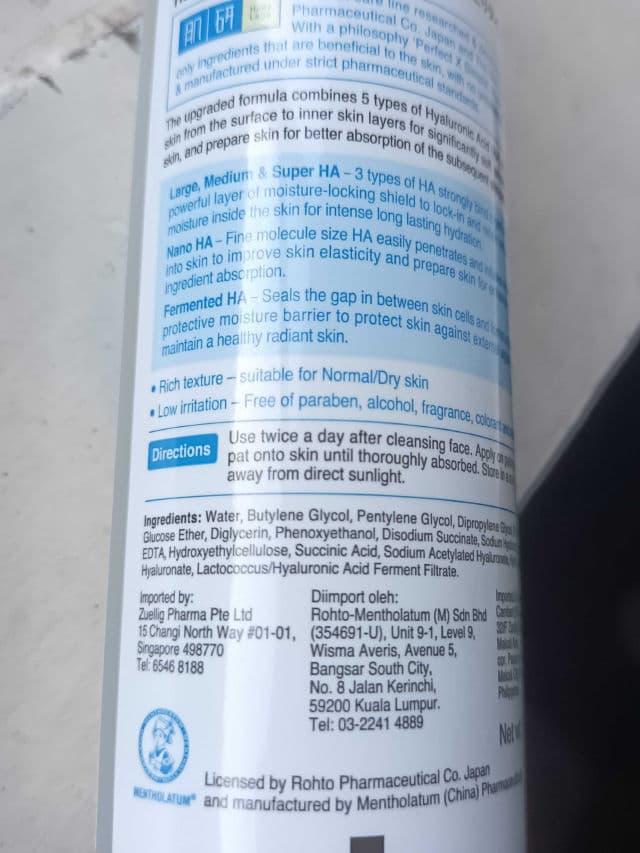 Pharmaceutical Co. Japan
With a philosophy 'Perfect X
only ingredients that are beneficial to the skin, with
& manufactured under strict pharmaceutical standards
The upgraded formula combines 5 types of Hyaluronic Acid
skin from the surface to inner skin layers for significantly
skin, and prepare skin for better absorption of the subsequent
Large, Medium & Super HA – 3 types of HA strongly
powerful layer of moisture-locking shield to lock-in and
moisture inside the skin for intense long lasting hydration.
Nano HA – Fine molecule size HA easily penetrates and
into skin to improve skin elasticity and prepare skin for
ingredient absorption.
Fermented HA – Seals the gap in between skin cells and
protective moisture barrier to protect skin against
maintain a healthy radiant skin.
• Rich texture – suitable for Normal/Dry skin
• Low irritation – Free of paraben, alcohol, fragrance,
Directions
Use twice a day after cleansing face. Apply
pat onto skin until thoroughly absorbed. Store in
away from direct sunlight.
Ingredients: Water, Butylene Glycol, Pentylene Glycol, Dipropylene
Glucose Ether, Diglycerin, Phenoxyethanol, Disodium Succinate, Sodium
EDTA, Hydroxyethylcellulose, Succinic Acid, Sodium Acetylated Hyaluronate,
Hyaluronate, Lactococcus/Hyaluronic Acid Ferment Filtrate.
Imported by:
Zuellig Pharma Pte Ltd
15 Changi North Way #01-01,
Singapore 498770
Tel: 6546 8188
Diimport oleh:
Rohto-Mentholatum (M) Sdn Bhd
(354691-U), Unit 9-1, Level 9,
Wisma Averis, Avenue 5,
Bangsar South City,
No. 8 Jalan Kerinchi,
59200 Kuala Lumpur.
Tel: 03-2241 4889
Net
MENTHOLATUM®
Licensed by Rohto Pharmaceutical Co. Japan
and manufactured by Mentholatum (China)